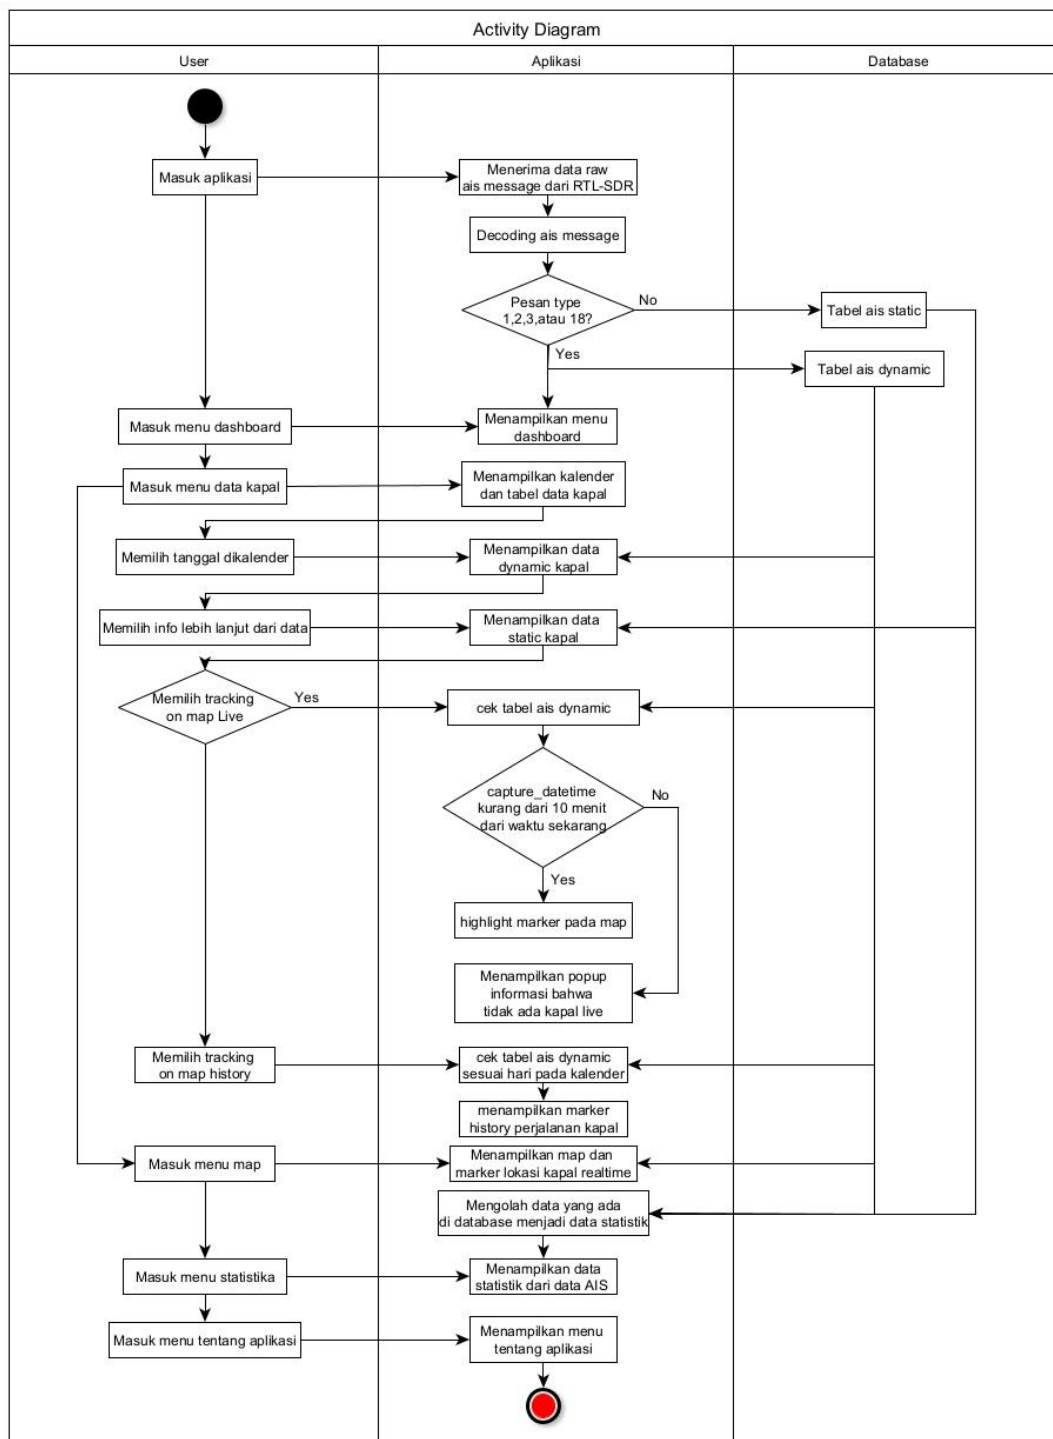 Activity Diagram
User
Aplikasi
Database
Masuk aplikasi
Menerima data raw
ais message dari RTL-SDR
Decoding ais message
Pesan type
1,2,3,atau 18?
No
Tabel ais static
Yes
Tabel ais dynamic
Masuk menu dashboard
Menampilkan menu
dashboard
Masuk menu data kapal
Menampilkan kalender
dan tabel data kapal
Memilih tanggal dikalender
Menampilkan data
dynamic kapal
Memilih info lebih lanjut dari data
Menampilkan data
static kapal
Memilih tracking
on map Live
Yes
cek tabel ais dynamic
capture_datetime
kurang dari 10 menit
dari waktu sekarang
No
Yes
highlight marker pada map
Menampilkan popup
informasi bahwa
tidak ada kapal live
Memilih tracking
on map history
cek tabel ais dynamic
sesuai hari pada kalender
menampilkan marker
history perjalanan kapal
Masuk menu map
Menampilkan map dan
marker lokasi kapal realtime
Mengolah data yang ada
di database menjadi data statistik
Masuk menu statistika
Menampilkan data
statistik dari data AIS
Masuk menu tentang aplikasi
Menampilkan menu
tentang aplikasi